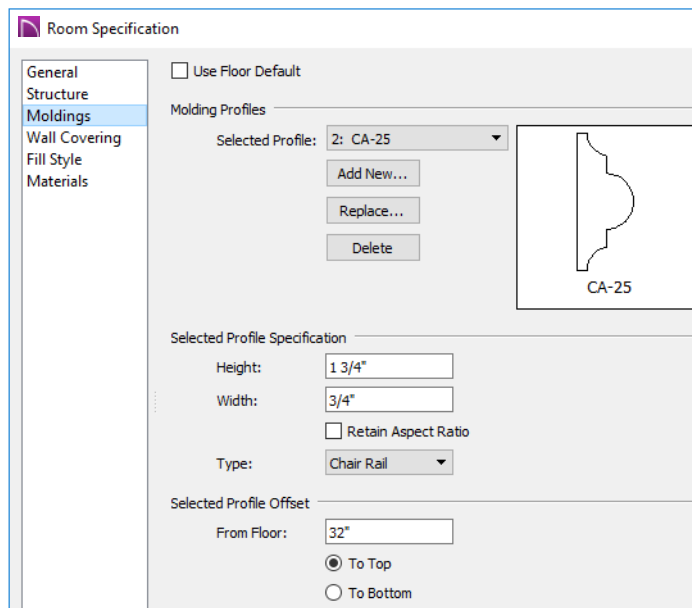 Room Specification
General
Structure
Moldings
Wall Covering
Fill Style
Materials
Use Floor Default
Molding Profiles
Selected Profile: 2: CA-25
Add New...
Replace...
Delete
CA-25
Selected Profile Specification
Height: 1 3/4"
Width: 3/4"
Retain Aspect Ratio
Type: Chair Rail
Selected Profile Offset
From Floor: 32"
To Top
To Bottom